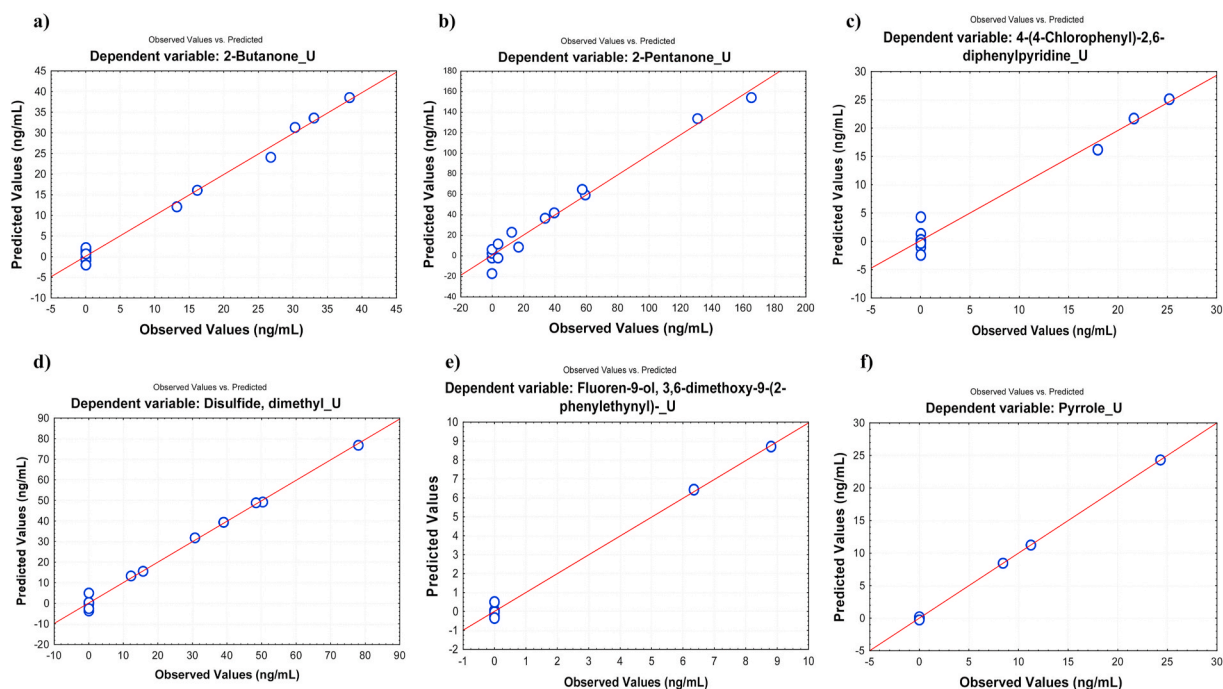 a)
Observed Values vs. Predicted
Dependent variable: 2-Butanone_U
Predicted Values (ng/mL)
45
40
35
30
25
20
15
10
5
0
-5
-10
-5 0 5 10 15 20 25 30 35 40 45
Observed Values (ng/mL)
b)
Observed Values vs. Predicted
Dependent variable: 2-Pentanone_U
Predicted Values (ng/mL)
180
160
140
120
100
80
60
40
20
0
-20
-40
-20 0 20 40 60 80 100 120 140 160 180 200
Observed Values (ng/mL)
c)
Observed Values vs. Predicted
Dependent variable: 4-(4-Chlorophenyl)-2,6-
diphenylpyridine_U
Predicted Values (ng/mL)
30
25
20
15
10
5
0
-5
-10
-5 0 5 10 15 20 25 30
Observed Values (ng/mL)
d)
Observed Values vs. Predicted
Dependent variable: Disulfide, dimethyl_U
Predicted Values (ng/mL)
90
80
70
60
50
40
30
20
10
0
-10
-20
-10 0 10 20 30 40 50 60 70 80 90
Observed Values (ng/mL)
e)
Observed Values vs. Predicted
Dependent variable: Fluoren-9-ol, 3,6-dimethoxy-9-(2-
phenylethynyl)-_U
Predicted Values
10
9
8
7
6
5
4
3
2
1
0
-1
-2
-1 0 1 2 3 4 5 6 7 8 9 10
Observed Values (ng/mL)
f)
Observed Values vs. Predicted
Dependent variable: Pyrrole_U
Predicted Values (ng/mL)
30
25
20
15
10
5
0
-5
-5 0 5 10 15 20 25 30
Observed Values (ng/mL)